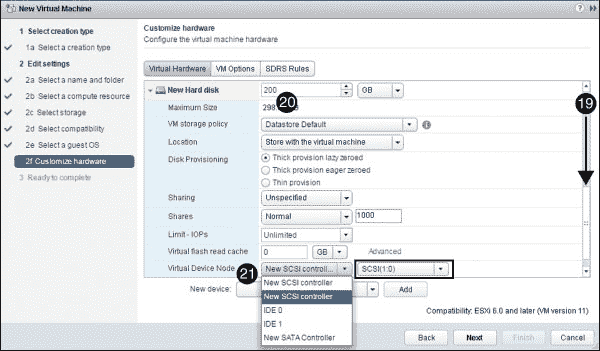 New Virtual Machine
1 Select creation type
1a Select a creation type
2 Edit settings
2a Select a name and folder
2b Select a compute resource
2c Select storage
2d Select compatibility
2e Select a guest OS
2f Customize hardware
3 Ready to complete
Customize hardware
Configure the virtual machine hardware
Virtual Hardware VM Options SDRS Rules
New Hard disk 200 GB
Maximum Size 298
20
19
VM storage policy Datastore Default
Location Store with the virtual machine
Disk Provisioning Thick provision lazy zeroed
Thick provision eager zeroed
Thin provision
Sharing Unspecified
Shares Normal 1000
Limit - IOPs Unlimited
Virtual flash read cache 0 GB Advanced
Virtual Device Node 21 New SCSI controll... SCSI(1:0)
New SCSI controller
New SCSI controller
IDE 0
IDE 1
New SATA Controller
New device: Add
Compatibility: ESXi 6.0 and later (VM version 11)
Back Next Finish Cancel